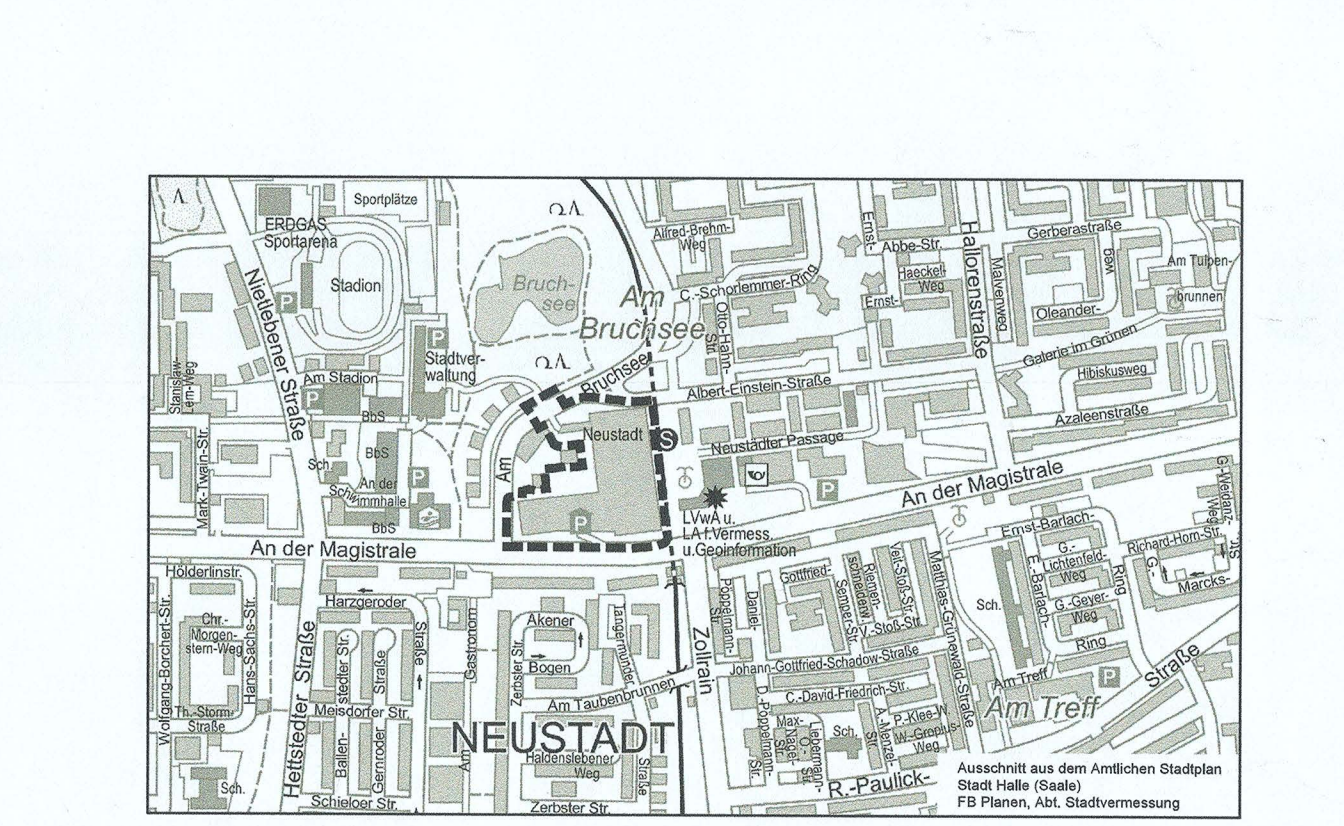 Sportplätze
ERDGAS
Sportarena
Stadion
P
Nietlebener Straße
Stanislaw-
Lem-Weg
Am Stadion
P
P
Stadtver-
waltung
BbS
BbS
Sch.
An der
Schwimmhalle
BbS
P
Mark-Twain-Str.
Bruch-
see
Am
Bruchsee
Am
Bruchsee
Neustadt
S
P
Alfred-Brehm-
Weg
C.-Schorlemmer-Ring
Otto-Hahn-
Str.
Ernst-
Abbe-Str.
Haeckel-
Weg
Ernst-
Hallorenstraße
Malvenweg
Gerberastraße
weg
Oleander-
Am Tulpen-
brunnen
Galerie im Grünen
Hibiskusweg
Azaleenstraße
Albert-Einstein-Straße
Neustädter Passage
P
LVwA u.
LA f.Vermess.
u.Geoinformation
An der Magistrale
An der Magistrale
Ernst-Barlach-
G.-
Lichtenfeld-
Weg
E.-Barlach-
G.-Geyer-
Weg
Ring
Ring
Richard-Horn-Str.
G.-
Marcks-
Str.
G.-Weidanz-
Weg
Hölderlinstr.
Wolfgang-Borchert-Str.
Chr.-
Morgen-
stern-Weg
Hans-Sachs-Str.
Th.-Storm-
Straße
Sch.
Hettstedter Straße
Harzgeroder
Straße
Ballen-
stedter Str.
Gernroder
Straße
Meisdorfer Str.
Schieloer Str.
Am
Gastronom
Zerbster Str.
Akener
Bogen
Tangermünder
Straße
Am Taubenbrunnen
NEUSTADT
Haldenslebener
Weg
Zerbster Str.
Zollrain
Pöppelmann-
Str.
Daniel-
D.-Pöppelmann-
Str.
Gottfried-
Semper-Str.
Riemen-
schneiderw.
Veit-Stoß-Str.
V.-Stoß-Str.
Matthias-Grünewald-Straße
Johann-Gottfried-Schadow-Straße
C.-David-Friedrich-Str.
Max-
Nagel-
Str.
Liebermann-
Str.
O.-
Sch.
A.-Menzel-
Str.
P.-Klee-W.
W.-Gropius-
Weg
R.-Paulick-
Sch.
Am Treff
Am Treff
P
Straße
Ausschnitt aus dem Amtlichen Stadtplan
Stadt Halle (Saale)
FB Planen, Abt. Stadtvermessung